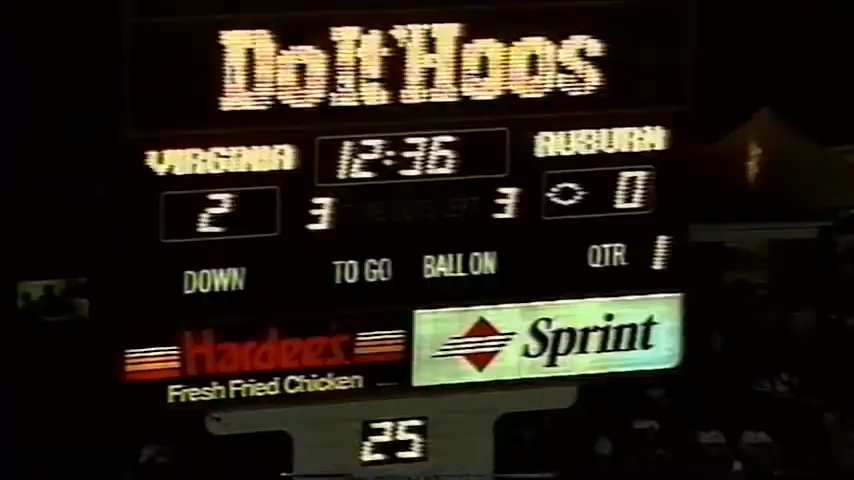 Do It 'Hoos
VIRGINIA 12:36 AUBURN
2 3 3 0
DOWN TO GO BALL ON QTR 1
Hardee's Sprint
Fresh Fried Chicken
25